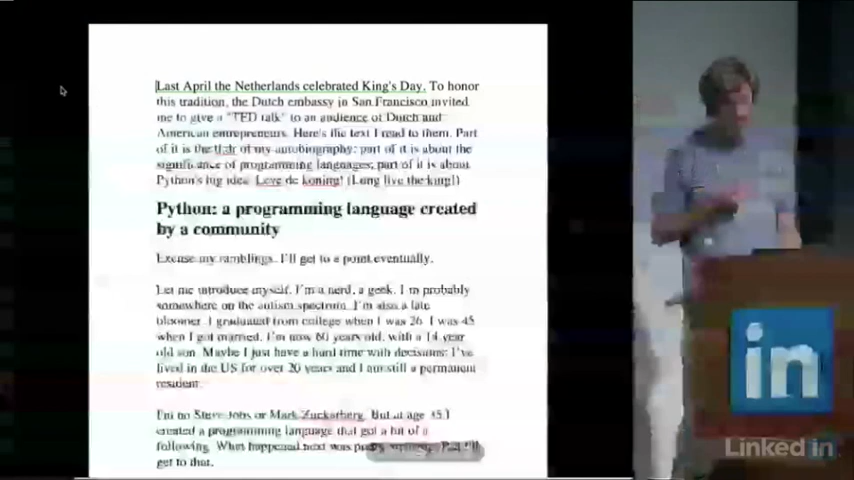 Last April the Netherlands celebrated King's Day. To honor
this tradition, the Dutch embassy in San Francisco invited
me to give a "TED talk" to an audience of Dutch and
American entrepreneurs. Here's the text I read to them. Part
of it is the of my autobiography; part of it is about the
significance of programming languages; part of it is about
Python's big idea. Leve de koning! (Long live the king!)
Python: a programming language created
by a community
Excuse my ramblings. I'll get to a point eventually.
Let me introduce myself. I'm a nerd, a geek. I'm probably
somewhere on the autism spectrum. I'm also a late
bloomer. I graduated from college when I was 26. I was 45
when I got married. I'm now 60 years old, with a 14 year
old son. Maybe I just have a hard time with decisions: I've
lived in the US for over 20 years and I am still a permanent
resident.
I'm no Steve Jobs or Mark Zuckerberg. But at age 35 I
created a programming language that got a bit of a
following. What happened next was pretty
get to that.
in
Linked in